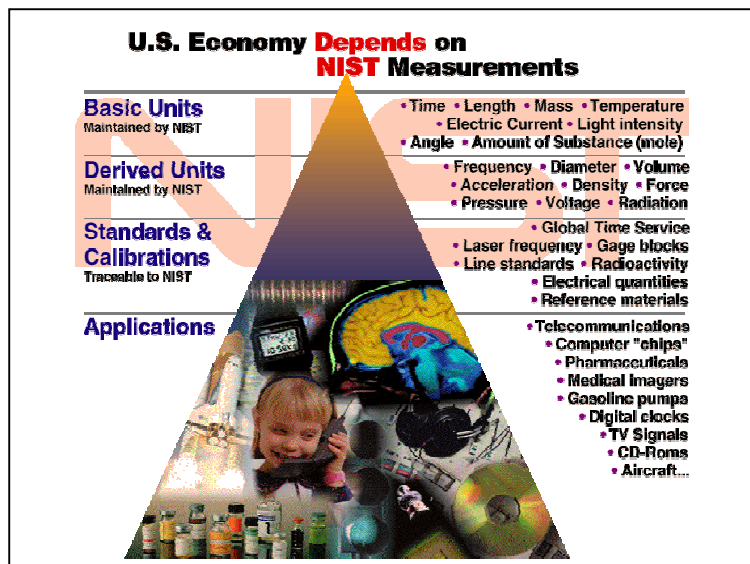 U.S. Economy Depends on
NIST Measurements
NIST
Basic Units
Maintained by NIST
• Time • Length • Mass • Temperature
• Electric Current • Light intensity
• Angle • Amount of Substance (mole)
Derived Units
Maintained by NIST
• Frequency • Diameter • Volume
• Acceleration • Density • Force
• Pressure • Voltage • Radiation
Standards &
Calibrations
Traceable to NIST
• Global Time Service
• Laser frequency • Gage blocks
• Line standards • Radioactivity
• Electrical quantities
• Reference materials
Applications
• Telecommunications
• Computer "chips"
• Pharmaceuticals
• Medical Imagers
• Gasoline pumps
• Digital clocks
• TV Signals
• CD-Roms
• Aircraft...